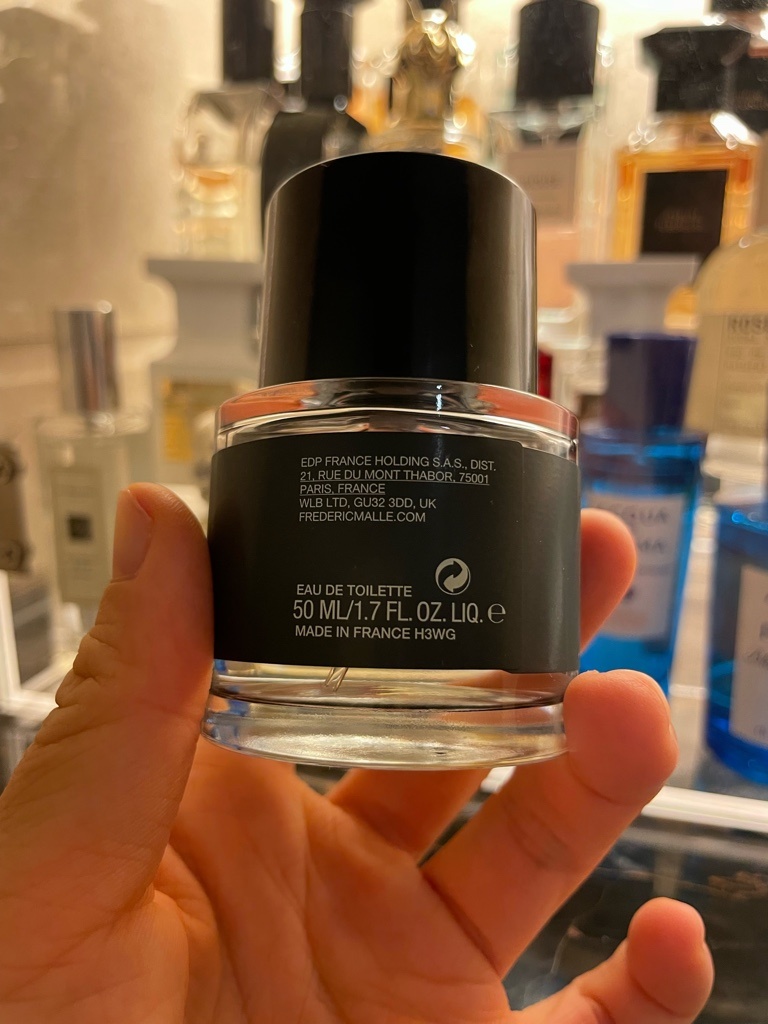 EDP FRANCE HOLDING S.A.S., DIST.
21, RUE DU MONT THABOR, 75001
PARIS, FRANCE
WLB LTD, GU32 3DD, UK
FREDERICMALLE.COM
EAU DE TOILETTE
50 ML/1.7 FL. OZ. LIQ. ℮
MADE IN FRANCE H3WG